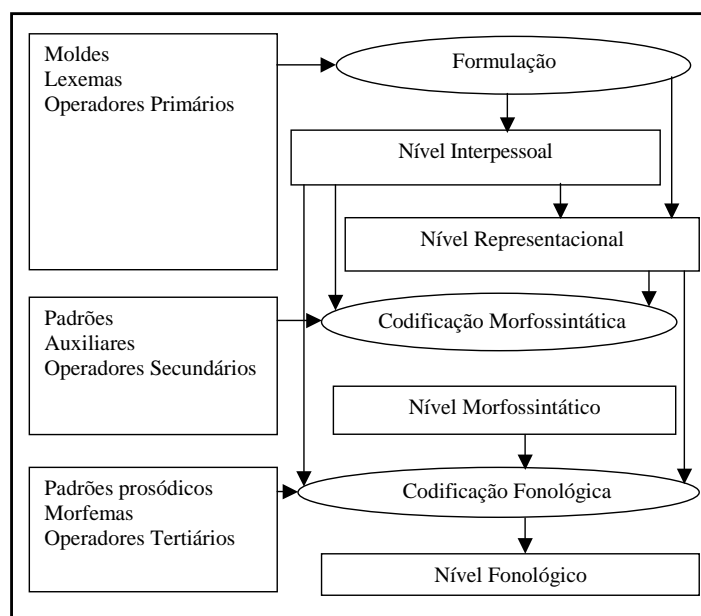 Moldes
Lexemas
Operadores Primários
Formulação
Nível Interpessoal
Nível Representacional
Padrões
Auxiliares
Operadores Secundários
Codificação Morfossintática
Nível Morfossintático
Padrões prosódicos
Morfemas
Operadores Tertiários
Codificação Fonológica
Nível Fonológico